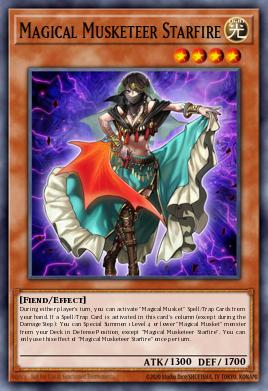 Magical Musketeer Starfire
光
[Fiend/Effect]
During either player's turn, you can activate "Magical Musket" Spell/Trap Cards from
your hand. If a Spell/Trap Card is activated in this card's column (except during the
Damage Step): You can Special Summon 1 Level 4 or lower "Magical Musket" monster
from your Deck in Defense Position, except "Magical Musketeer Starfire". You can
only use this effect of "Magical Musketeer Starfire" once per turn.
ATK/1300 DEF/1700
©2020 Studio Dice/SHUEISHA, TV TOKYO, KONAMI